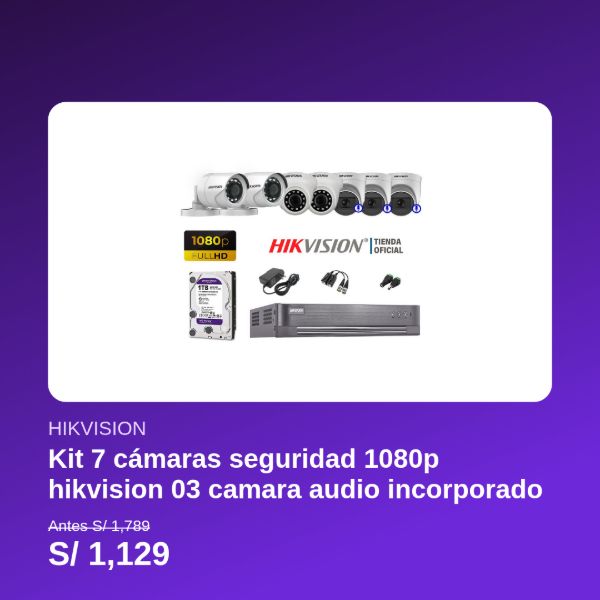 1080p
FULL HD
HIKVISION TIENDA OFICIAL
1TB
HIKVISION
Kit 7 cámaras seguridad 1080p
hikvision 03 camara audio incorporado
Antes S/ 1,789
S/ 1,129